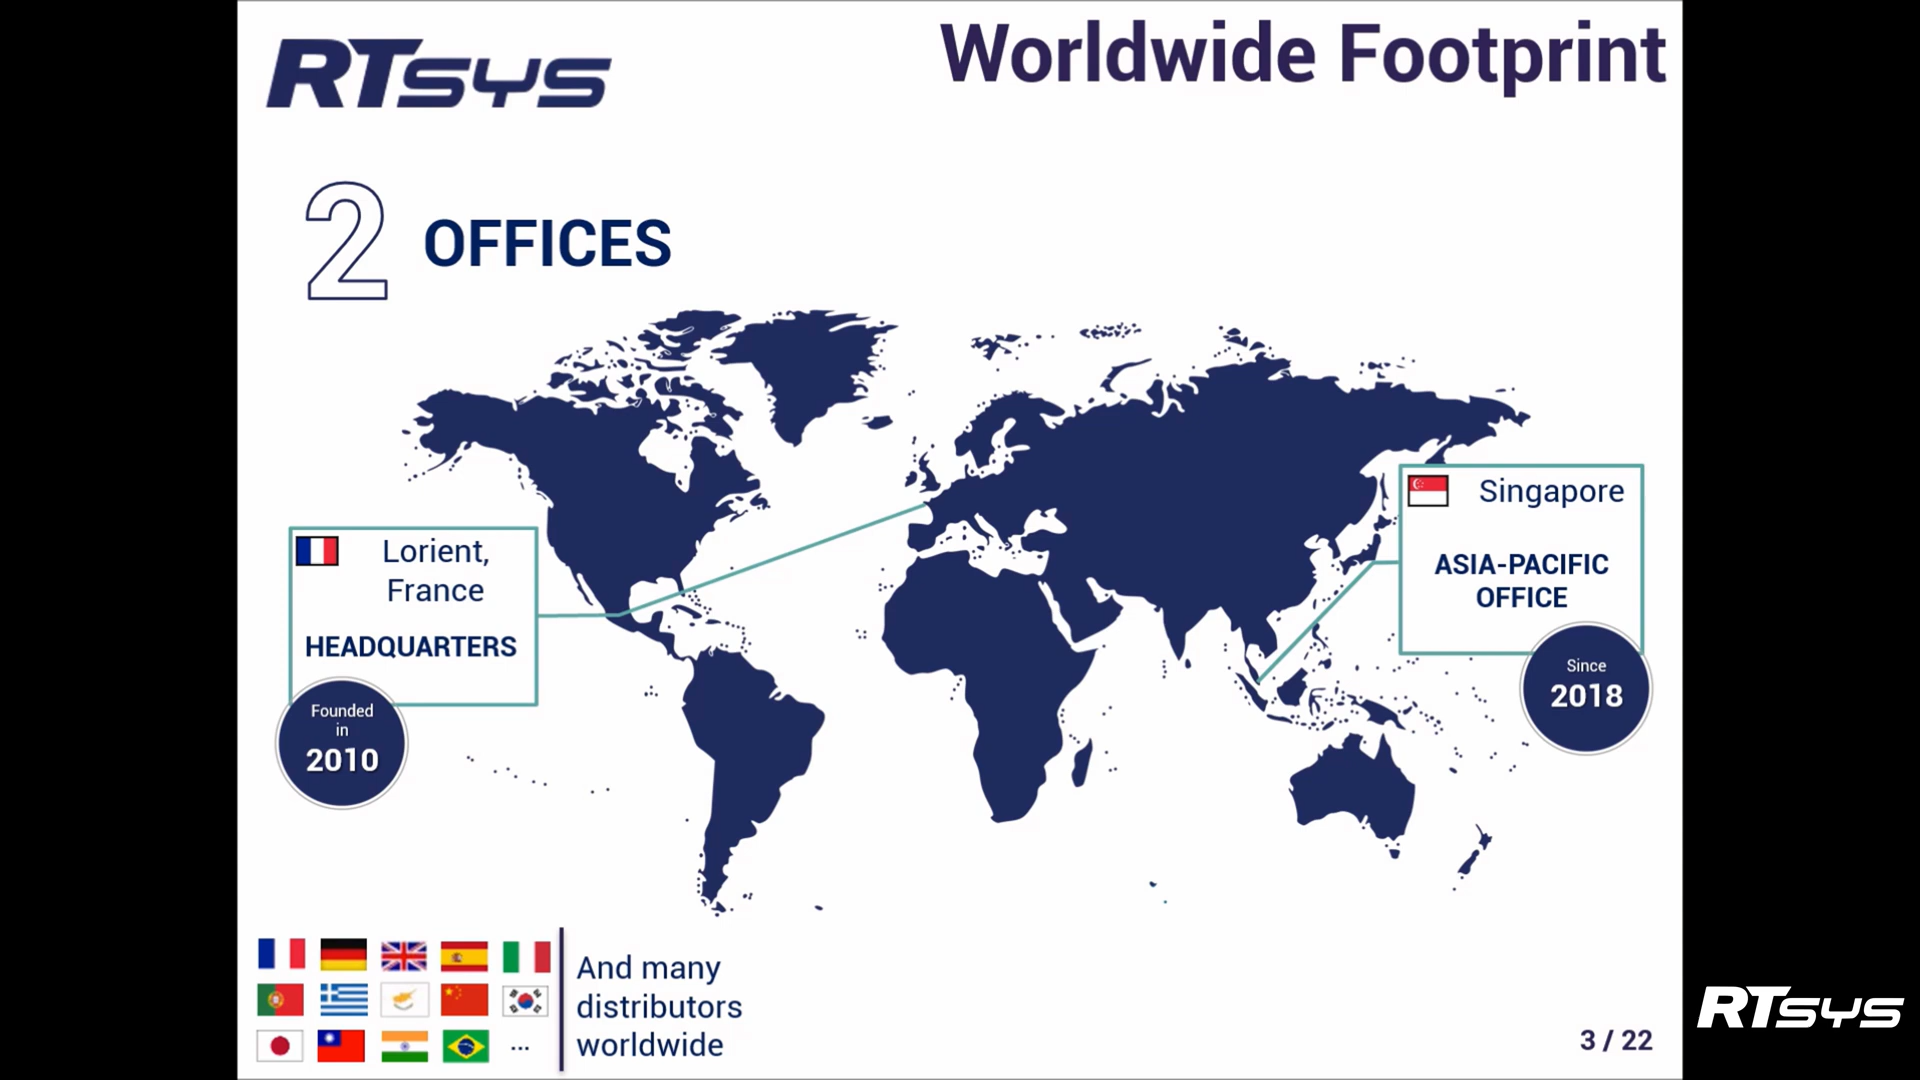 RTsys
Worldwide Footprint
2 OFFICES
Lorient,
France
HEADQUARTERS
Founded
in
2010
Singapore
ASIA-PACIFIC
OFFICE
Since
2018
And many
distributors
worldwide
...
3 / 22
RTsys